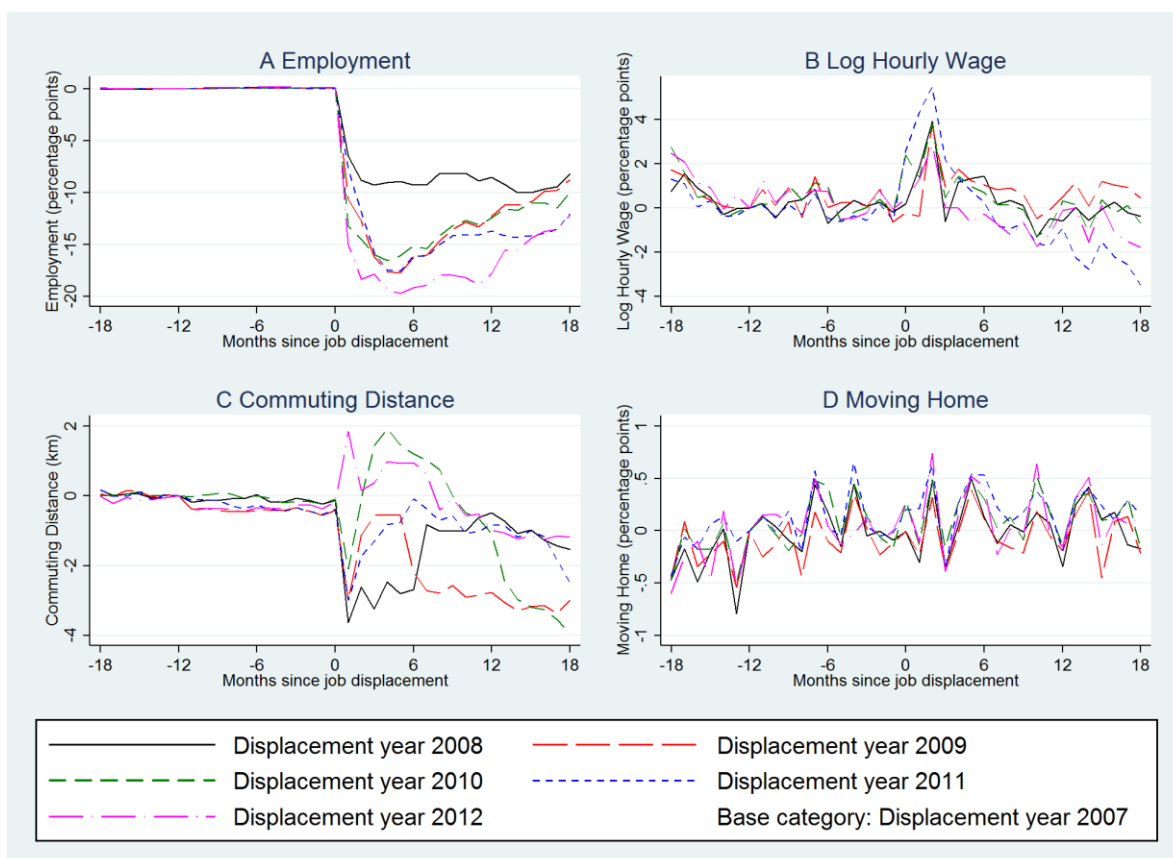 A Employment
Employment (percentage points)
0
-5
-10
-15
-20
-18
-12
-6
0
6
12
18
Months since job displacement
B Log Hourly Wage
Log Hourly Wage (percentage points)
4
2
0
-2
-4
-18
-12
-6
0
6
12
18
Months since job displacement
C Commuting Distance
Commuting Distance (km)
2
0
-2
-4
-18
-12
-6
0
6
12
18
Months since job displacement
D Moving Home
Moving Home (percentage points)
1
.5
0
-.5
-1
-18
-12
-6
0
6
12
18
Months since job displacement
Displacement year 2008
Displacement year 2009
Displacement year 2010
Displacement year 2011
Displacement year 2012
Base category: Displacement year 2007